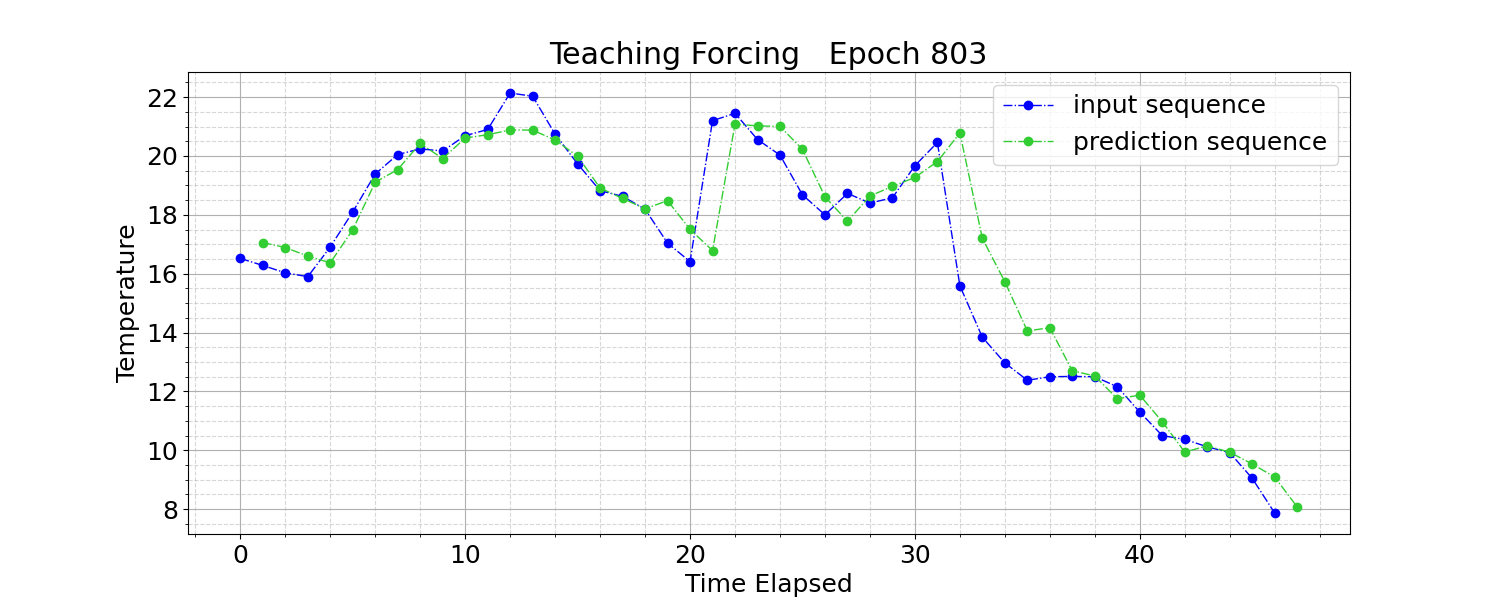 Teaching Forcing   Epoch 803
input sequence
prediction sequence
Temperature
22
20
18
16
14
12
10
8
0 10 20 30 40
Time Elapsed